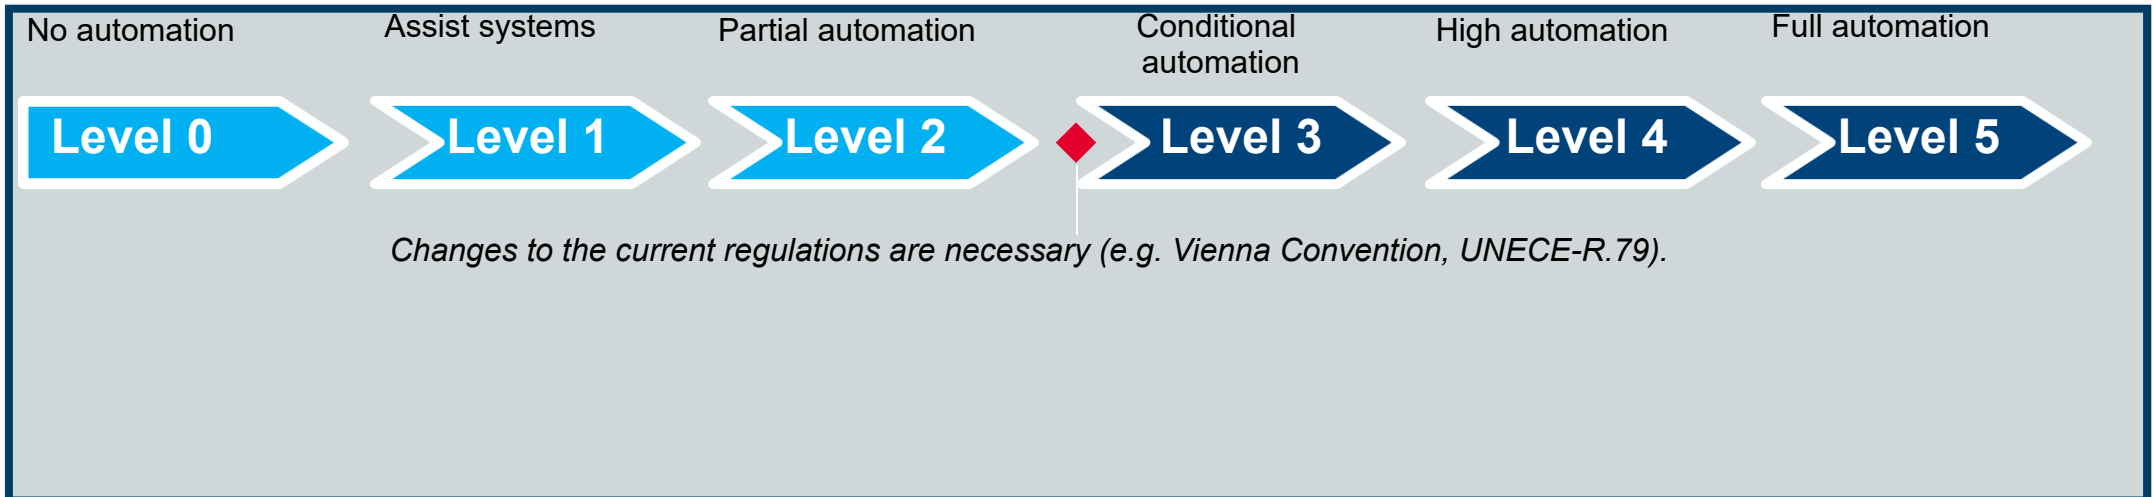 No automation
Assist systems
Partial automation
Conditional
automation
High automation
Full automation
Level 0
Level 1
Level 2
Level 3
Level 4
Level 5
Changes to the current regulations are necessary (e.g. Vienna Convention, UNECE-R.79).